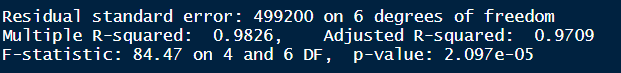 Residual standard error: 499200 on 6 degrees of freedom
Multiple R-squared:  0.9826,    Adjusted R-squared:  0.9709
F-statistic: 84.47 on 4 and 6 DF,  p-value: 2.097e-05